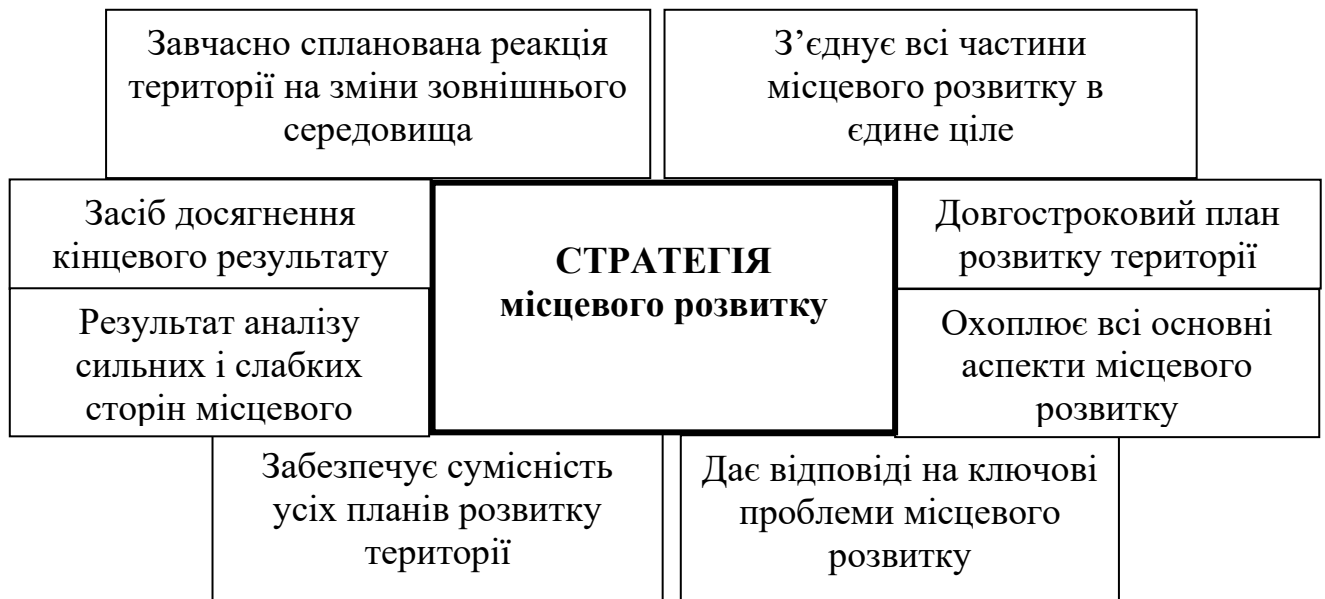 Завчасно спланована реакція
території на зміни зовнішнього
середовища
З’єднує всі частини
місцевого розвитку в
єдине ціле
Засіб досягнення
кінцевого результату
СТРАТЕГІЯ
місцевого розвитку
Довгостроковий план
розвитку території
Результат аналізу
сильних і слабких
сторін місцевого
Охоплює всі основні
аспекти місцевого
розвитку
Забезпечує сумісність
усіх планів розвитку
території
Дає відповіді на ключові
проблеми місцевого
розвитку